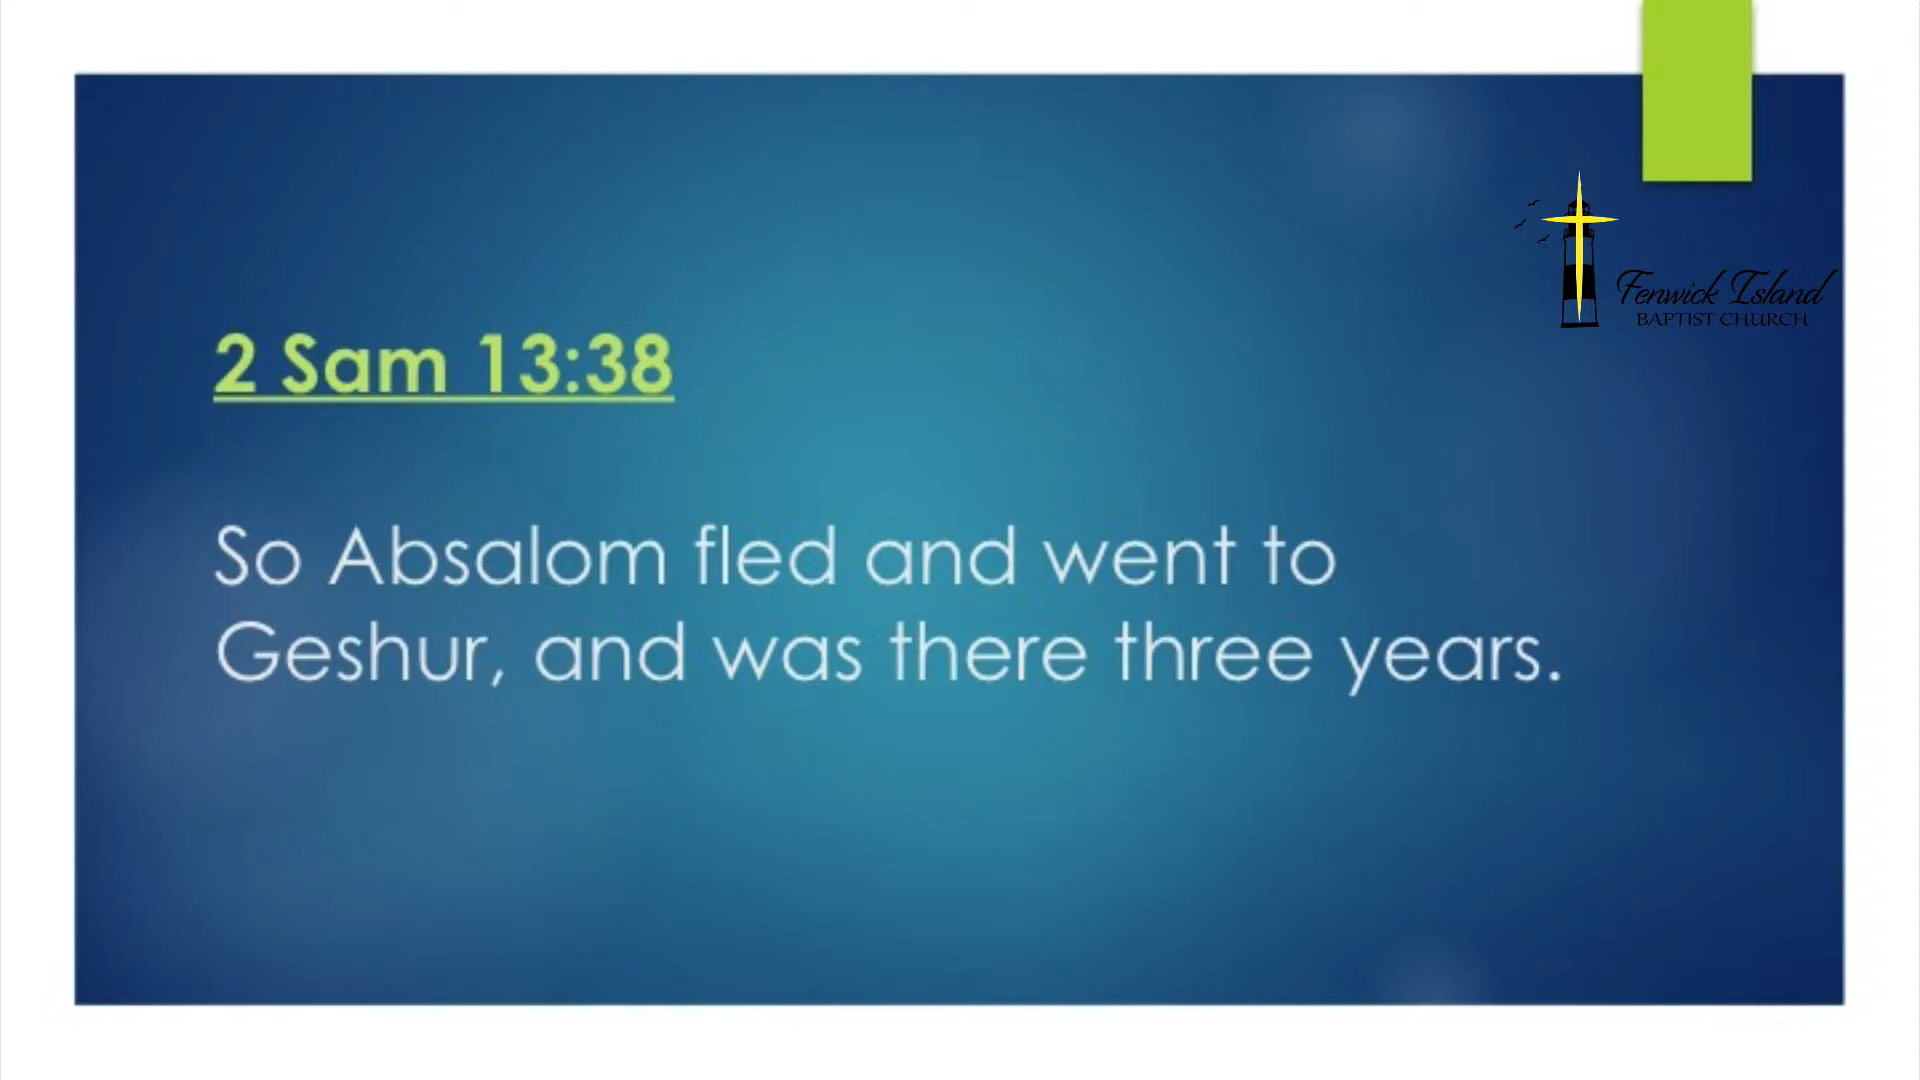 Fenwick Island
BAPTIST CHURCH
2 Sam 13:38
So Absalom fled and went to
Geshur, and was there three years.